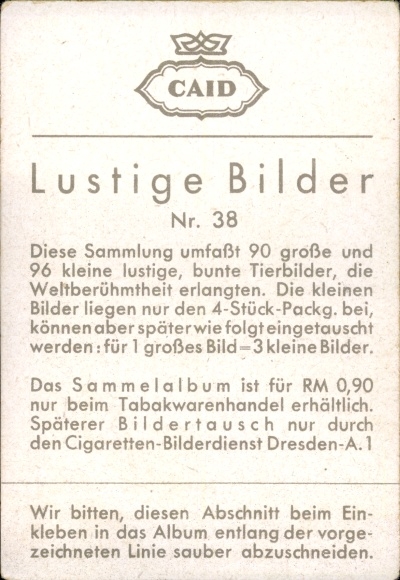 CAID
Lustige Bilder
Nr. 38
Diese Sammlung umfaßt 90 große und
96 kleine lustige, bunte Tierbilder, die
Weltberühmtheit erlangten. Die kleinen
Bilder liegen nur den 4-Stück-Packg. bei,
können aber später wie folgt eingetauscht
werden: für 1 großes Bild = 3 kleine Bilder.
Das Sammelalbum ist für RM 0,90
nur beim Tabakwarenhandel erhältlich.
Späterer Bildertausch nur durch
den Cigaretten-Bilderdienst Dresden-A. 1
Wir bitten, diesen Abschnitt beim Ein-
kleben in das Album entlang der vorge-
zeichneten Linie sauber abzuschneiden.